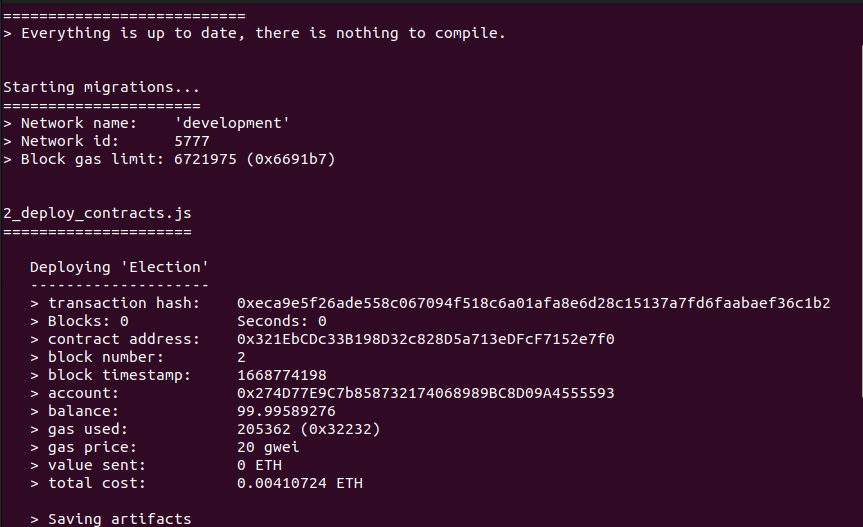 ===========================
> Everything is up to date, there is nothing to compile.
Starting migrations...
======================
> Network name:    'development'
> Network id:      5777
> Block gas limit: 6721975 (0x6691b7)
2_deploy_contracts.js
=====================
   Deploying 'Election'
   --------------------
   > transaction hash:    0xeca9e5f26ade558c067094f518c6a01afa8e6d28c15137a7fd6faabaef36c1b2
   > Blocks: 0            Seconds: 0
   > contract address:    0x321EbCDc33B198D32c828D5a713eDFcF7152e7f0
   > block number:        2
   > block timestamp:     1668774198
   > account:             0x274D77E9C7b858732174068989BC8D09A4555593
   > balance:             99.99589276
   > gas used:            205362 (0x32232)
   > gas price:           20 gwei
   > value sent:          0 ETH
   > total cost:          0.00410724 ETH
   > Saving artifacts